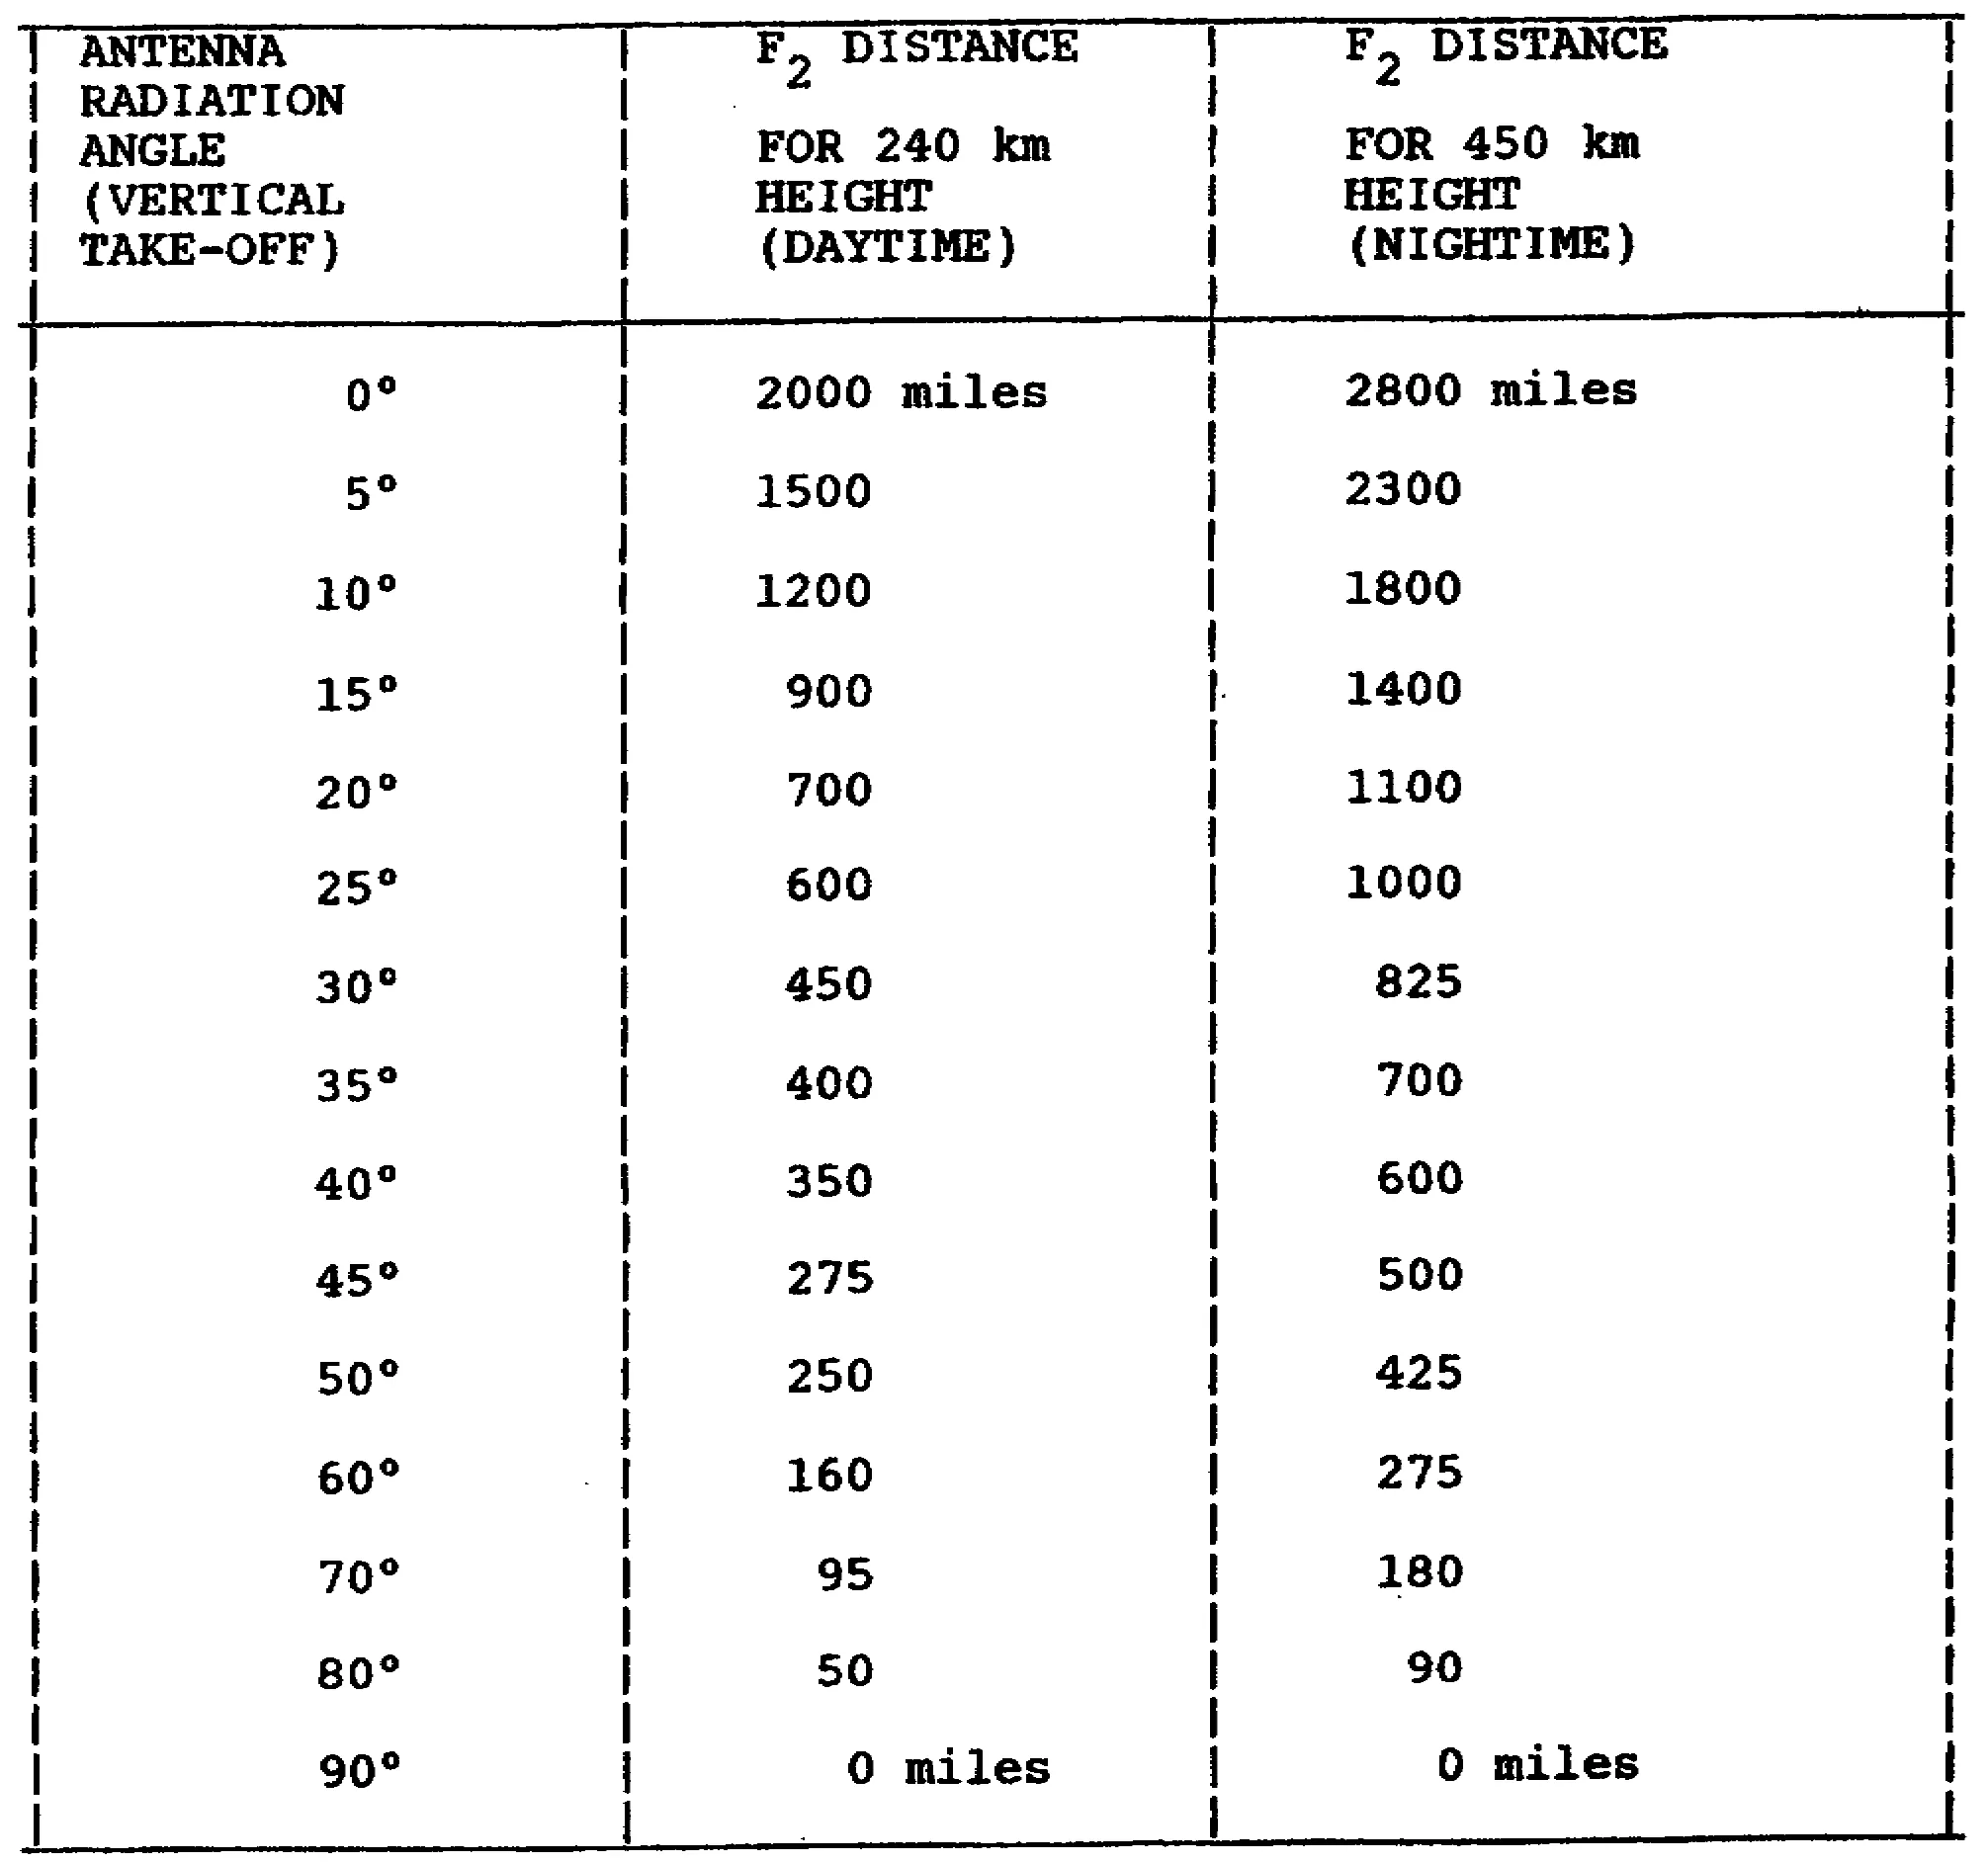 ANTENNA RADIATION ANGLE (VERTICAL TAKE-OFF)
F2 DISTANCE FOR 240 km HEIGHT (DAYTIME)
F2 DISTANCE FOR 450 km HEIGHT (NIGHTIME)
0° 2000 miles 2800 miles
5° 1500 2300
10° 1200 1800
15° 900 1400
20° 700 1100
25° 600 1000
30° 450 825
35° 400 700
40° 350 600
45° 275 500
50° 250 425
60° 160 275
70° 95 180
80° 50 90
90° 0 miles 0 miles